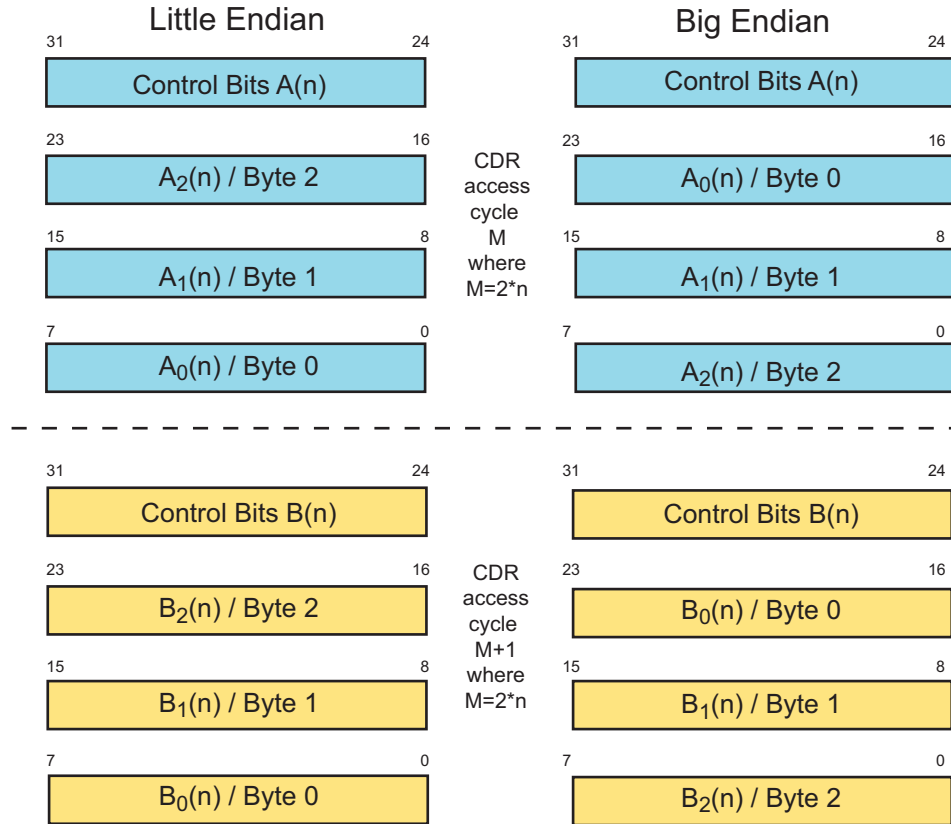 Little Endian
Big Endian
31 24
Control Bits A(n)
23 16
A2(n) / Byte 2
15 8
A1(n) / Byte 1
7 0
A0(n) / Byte 0
CDR
access
cycle
M
where
M=2*n
31 24
Control Bits A(n)
23 16
A0(n) / Byte 0
15 8
A1(n) / Byte 1
7 0
A2(n) / Byte 2
31 24
Control Bits B(n)
23 16
B2(n) / Byte 2
15 8
B1(n) / Byte 1
7 0
B0(n) / Byte 0
CDR
access
cycle
M+1
where
M=2*n
31 24
Control Bits B(n)
23 16
B0(n) / Byte 0
15 8
B1(n) / Byte 1
7 0
B2(n) / Byte 2